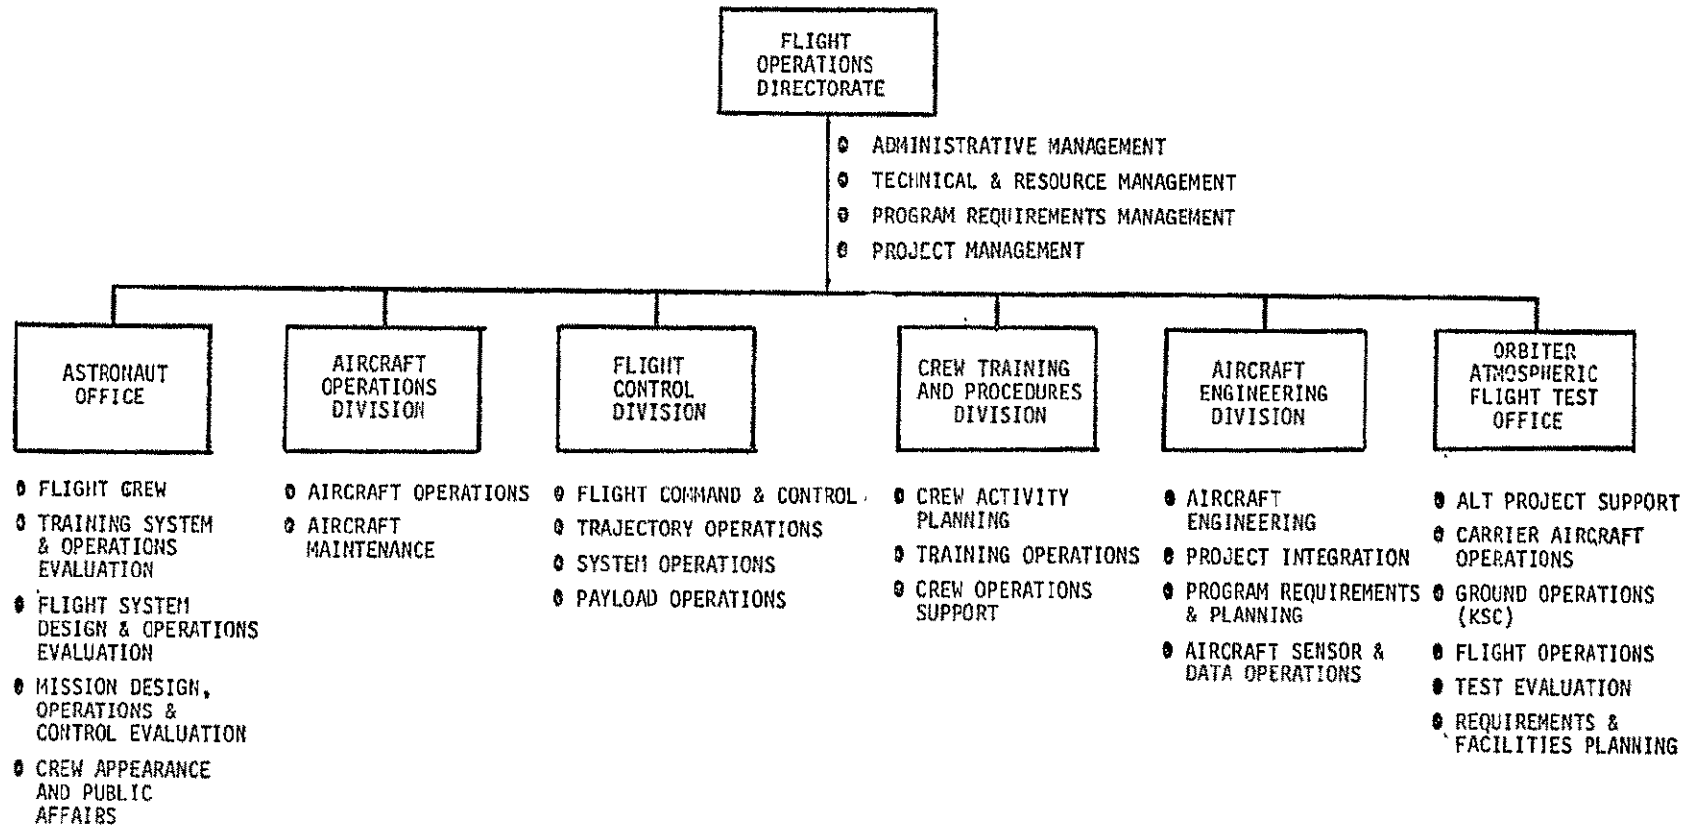 FLIGHT
OPERATIONS
DIRECTORATE
ADMINISTRATIVE MANAGEMENT
TECHNICAL & RESOURCE MANAGEMENT
PROGRAM REQUIREMENTS MANAGEMENT
PROJECT MANAGEMENT
ASTRONAUT
OFFICE
FLIGHT CREW
TRAINING SYSTEM
& OPERATIONS
EVALUATION
FLIGHT SYSTEM
DESIGN & OPERATIONS
EVALUATION
MISSION DESIGN,
OPERATIONS &
CONTROL EVALUATION
CREW APPEARANCE
AND PUBLIC
AFFAIRS
AIRCRAFT
OPERATIONS
DIVISION
AIRCRAFT OPERATIONS
AIRCRAFT
MAINTENANCE
FLIGHT
CONTROL
DIVISION
FLIGHT COMMAND & CONTROL
TRAJECTORY OPERATIONS
SYSTEM OPERATIONS
PAYLOAD OPERATIONS
CREW TRAINING
AND PROCEDURES
DIVISION
CREW ACTIVITY
PLANNING
TRAINING OPERATIONS
CREW OPERATIONS
SUPPORT
AIRCRAFT
ENGINEERING
DIVISION
AIRCRAFT
ENGINEERING
PROJECT INTEGRATION
PROGRAM REQUIREMENTS
& PLANNING
AIRCRAFT SENSOR &
DATA OPERATIONS
ORBITER
ATMOSPHERIC
FLIGHT TEST
OFFICE
ALT PROJECT SUPPORT
CARRIER AIRCRAFT
OPERATIONS
GROUND OPERATIONS
(KSC)
FLIGHT OPERATIONS
TEST EVALUATION
REQUIREMENTS &
FACILITIES PLANNING